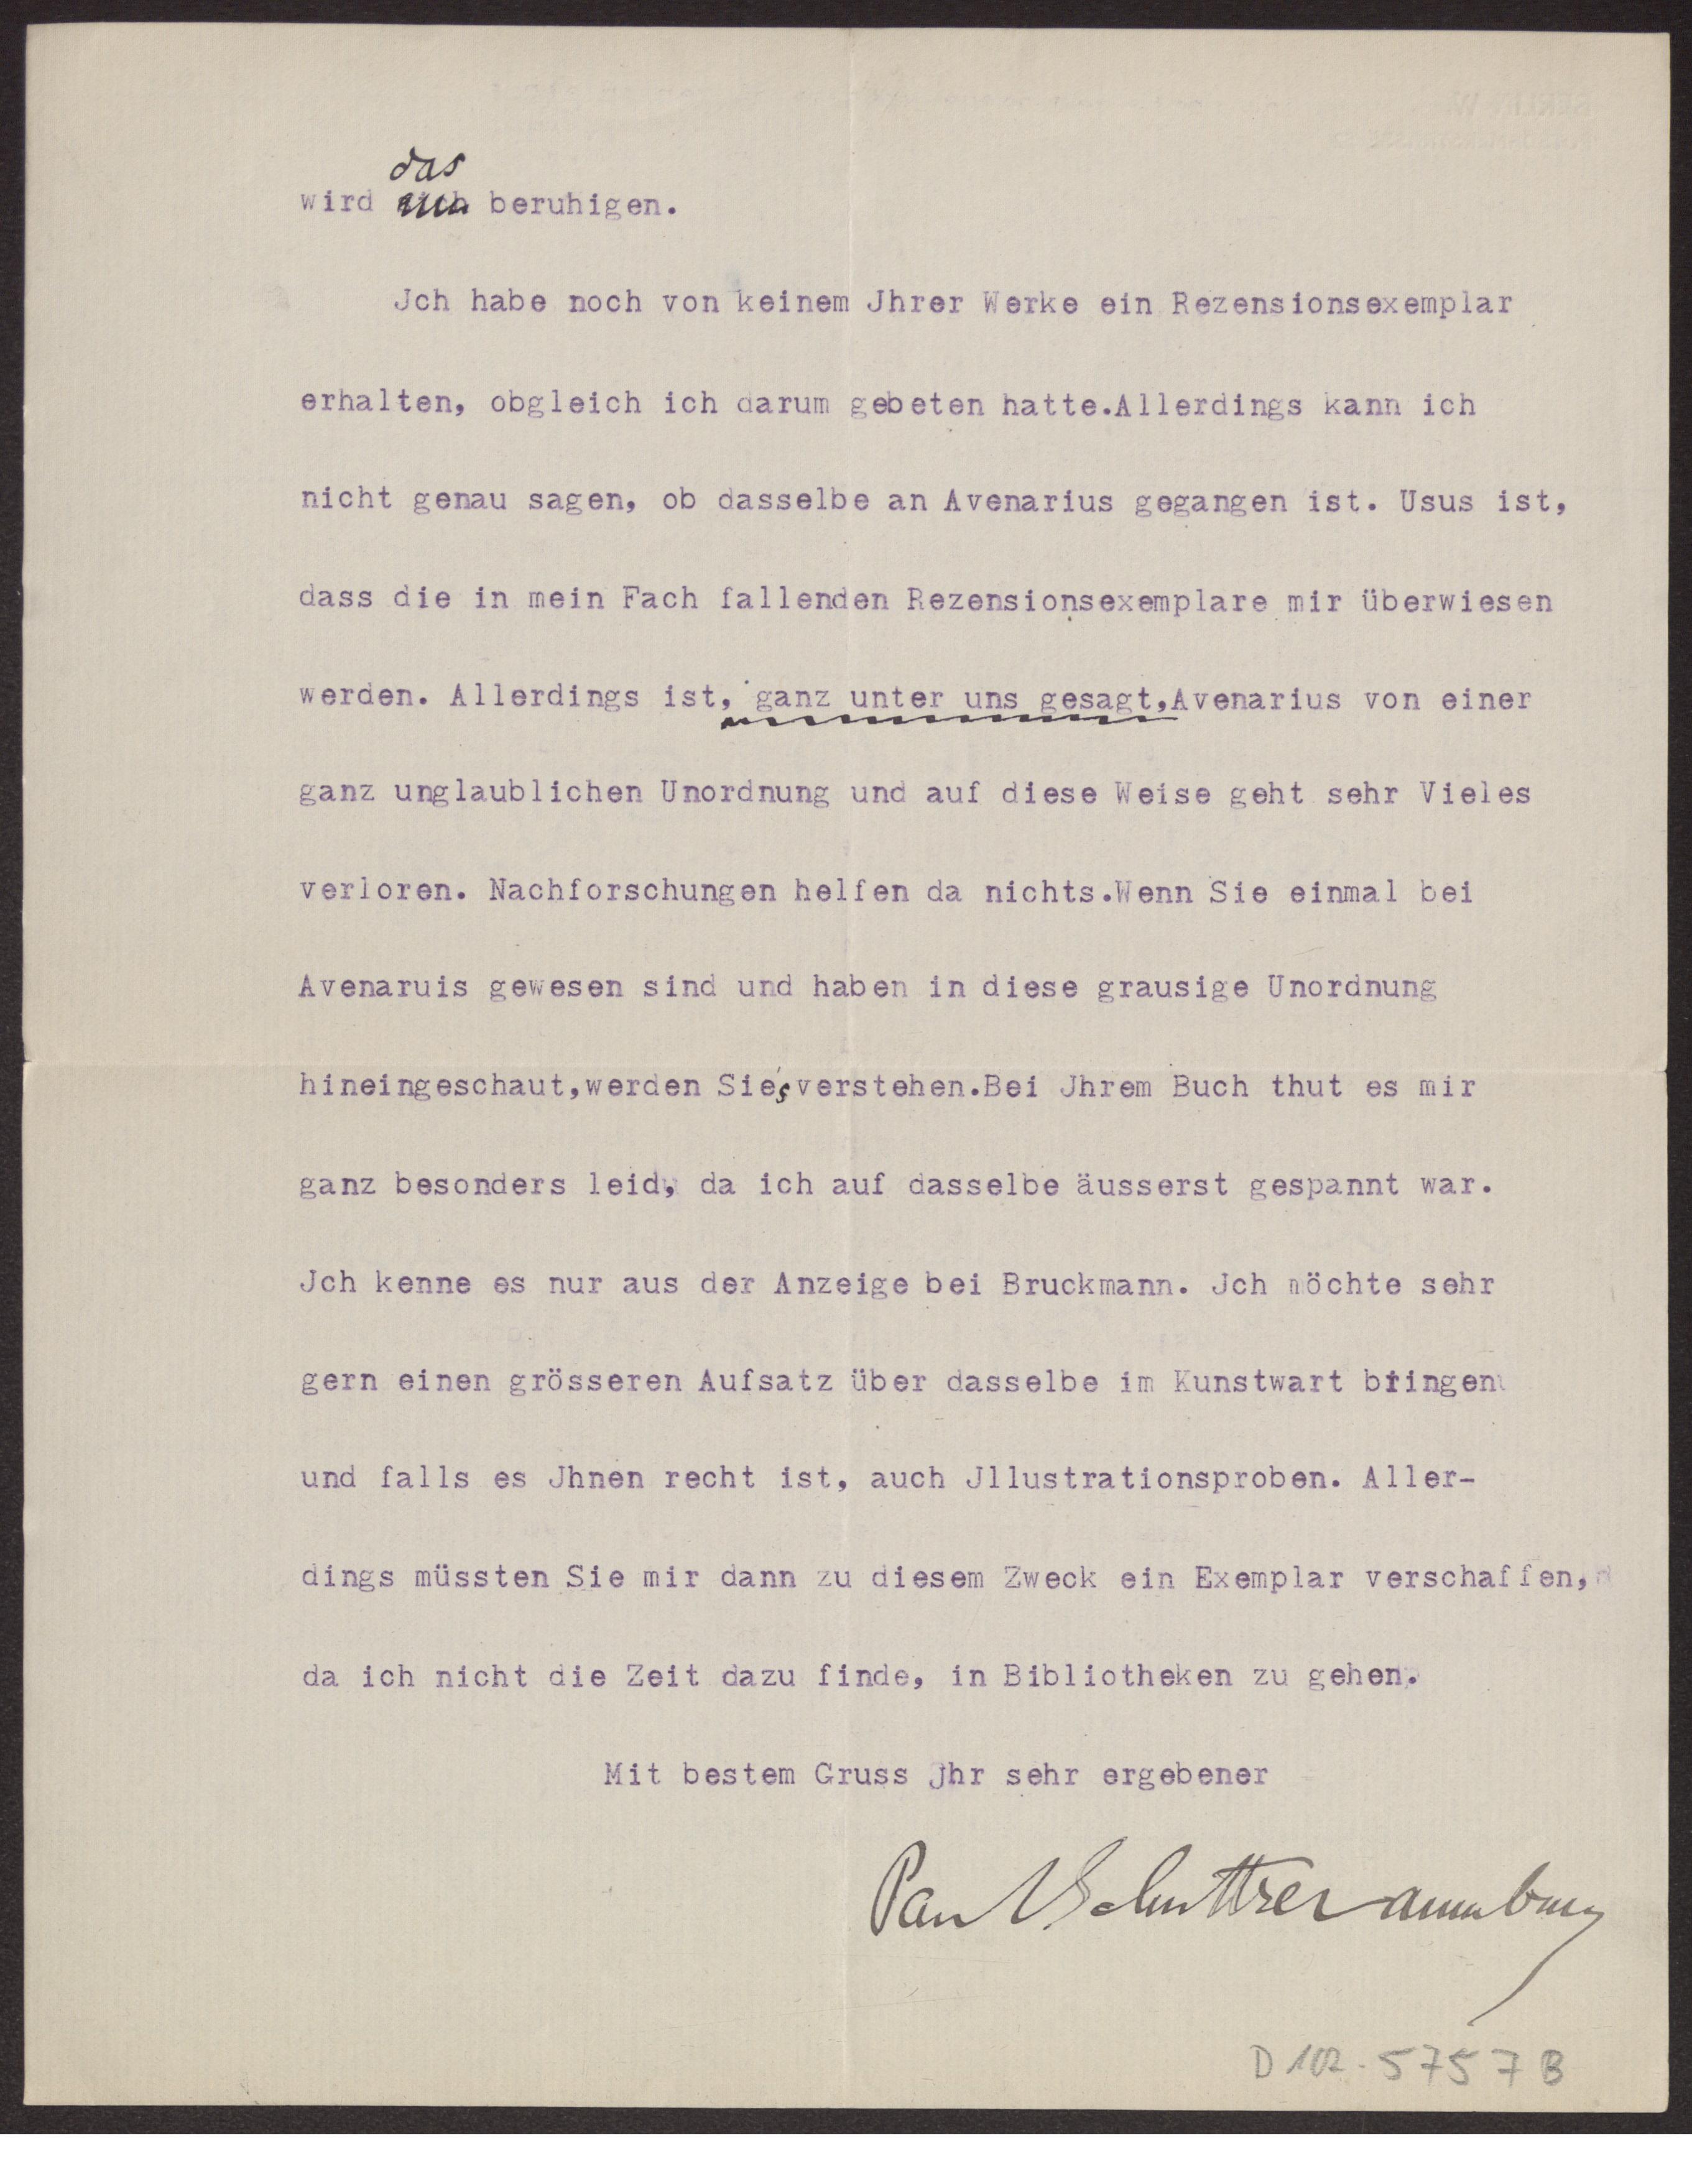 das
wird beruhigen.
Jch habe noch von keinem Jhrer Werke ein Rezensionsexemplar
erhalten, obgleich ich darum gebeten hatte.Allerdings kann ich
nicht genau sagen, ob dasselbe an Avenarius gegangen ist. Usus ist,
dass die in mein Fach fallenden Rezensionsexemplare mir überwiesen
werden. Allerdings ist, ganz unter uns gesagt,Avenarius von einer
ganz unglaublichen Unordnung und auf diese Weise geht sehr Vieles
verloren. Nachforschungen helfen da nichts.Wenn Sie einmal bei
Avenaruis gewesen sind und haben in diese grausige Unordnung
hineingeschaut,werden Sie's verstehen.Bei Jhrem Buch thut es mir
ganz besonders leid, da ich auf dasselbe äusserst gespannt war.
Jch kenne es nur aus der Anzeige bei Bruckmann. Jch möchte sehr
gern einen grösseren Aufsatz über dasselbe im Kunstwart bringen
und falls es Jhnen recht ist, auch Jllustrationsproben. Aller-
dings müssten Sie mir dann zu diesem Zweck ein Exemplar verschaffen,
da ich nicht die Zeit dazu finde, in Bibliotheken zu gehen.
Mit bestem Gruss Jhr sehr ergebener
Paul Schultze Naumburg
D 102-5757 B